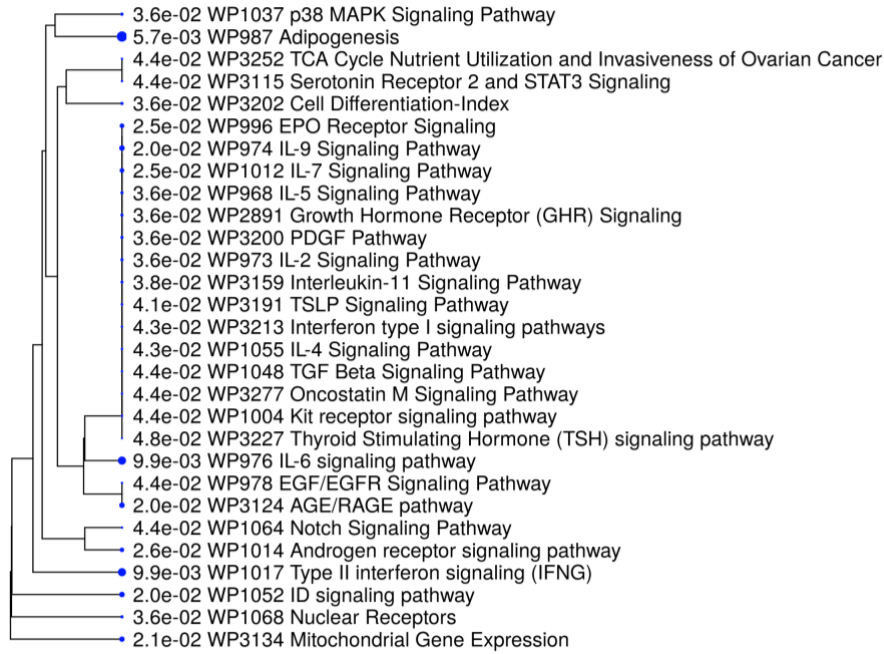 3.6e-02 WP1037 p38 MAPK Signaling Pathway
5.7e-03 WP987 Adipogenesis
4.4e-02 WP3252 TCA Cycle Nutrient Utilization and Invasiveness of Ovarian Cancer
4.4e-02 WP3115 Serotonin Receptor 2 and STAT3 Signaling
3.6e-02 WP3202 Cell Differentiation-Index
2.5e-02 WP996 EPO Receptor Signaling
2.0e-02 WP974 IL-9 Signaling Pathway
2.5e-02 WP1012 IL-7 Signaling Pathway
3.6e-02 WP968 IL-5 Signaling Pathway
3.6e-02 WP2891 Growth Hormone Receptor (GHR) Signaling
3.6e-02 WP3200 PDGF Pathway
3.6e-02 WP973 IL-2 Signaling Pathway
3.8e-02 WP3159 Interleukin-11 Signaling Pathway
4.1e-02 WP3191 TSLP Signaling Pathway
4.3e-02 WP3213 Interferon type I signaling pathways
4.3e-02 WP1055 IL-4 Signaling Pathway
4.4e-02 WP1048 TGF Beta Signaling Pathway
4.4e-02 WP3277 Oncostatin M Signaling Pathway
4.4e-02 WP1004 Kit receptor signaling pathway
4.8e-02 WP3227 Thyroid Stimulating Hormone (TSH) signaling pathway
9.9e-03 WP976 IL-6 signaling pathway
4.4e-02 WP978 EGF/EGFR Signaling Pathway
2.0e-02 WP3124 AGE/RAGE pathway
4.4e-02 WP1064 Notch Signaling Pathway
2.6e-02 WP1014 Androgen receptor signaling pathway
9.9e-03 WP1017 Type II interferon signaling (IFNG)
2.0e-02 WP1052 ID signaling pathway
3.6e-02 WP1068 Nuclear Receptors
2.1e-02 WP3134 Mitochondrial Gene Expression